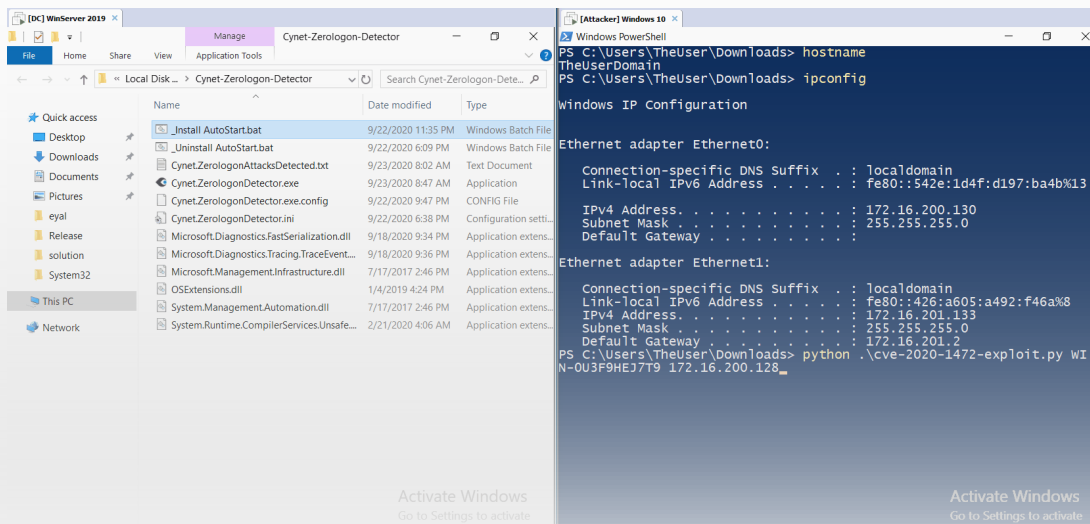 [DC] WinServer 2019
Manage
Cynet-Zerologon-Detector
File
Home
Share
View
Application Tools
« Local Disk ... > Cynet-Zerologon-Detector
Search Cynet-Zerologon-Dete...
Name
Date modified
Type
Quick access
Desktop
Downloads
Documents
Pictures
eyal
Release
solution
System32
This PC
Network
_Install AutoStart.bat 9/22/2020 11:35 PM Windows Batch File
_Uninstall AutoStart.bat 9/22/2020 6:09 PM Windows Batch File
Cynet.ZerologonAttacksDetected.txt 9/23/2020 8:02 AM Text Document
Cynet.ZerologonDetector.exe 9/23/2020 8:47 AM Application
Cynet.ZerologonDetector.exe.config 9/22/2020 9:47 PM CONFIG File
Cynet.ZerologonDetector.ini 9/22/2020 6:38 PM Configuration setti...
Microsoft.Diagnostics.FastSerialization.dll 9/18/2020 9:34 PM Application extens...
Microsoft.Diagnostics.Tracing.TraceEvent.... 9/18/2020 9:36 PM Application extens...
Microsoft.Management.Infrastructure.dll 7/17/2017 2:46 PM Application extens...
OSExtensions.dll 1/4/2019 4:24 PM Application extens...
System.Management.Automation.dll 7/17/2017 2:46 PM Application extens...
System.Runtime.CompilerServices.Unsafe.... 2/21/2020 4:06 AM Application extens...
Activate Windows
Go to Settings to activate
[Attacker] Windows 10
Windows PowerShell
PS C:\Users\TheUser\Downloads> hostname
TheUserDomain
PS C:\Users\TheUser\Downloads> ipconfig
Windows IP Configuration
Ethernet adapter Ethernet0:
Connection-specific DNS Suffix . : localdomain
Link-local IPv6 Address . . . . . : fe80::542e:1d4f:d197:ba4b%13
IPv4 Address. . . . . . . . . . . : 172.16.200.130
Subnet Mask . . . . . . . . . . . : 255.255.255.0
Default Gateway . . . . . . . . . :
Ethernet adapter Ethernet1:
Connection-specific DNS Suffix . : localdomain
Link-local IPv6 Address . . . . . : fe80::426:a605:a492:f46a%8
IPv4 Address. . . . . . . . . . . : 172.16.201.133
Subnet Mask . . . . . . . . . . . : 255.255.255.0
Default Gateway . . . . . . . . . : 172.16.201.2
PS C:\Users\TheUser\Downloads> python .\cve-2020-1472-exploit.py WI
N-OU3F9HEJ7T9 172.16.200.128_
Activate Windows
Go to Settings to activate